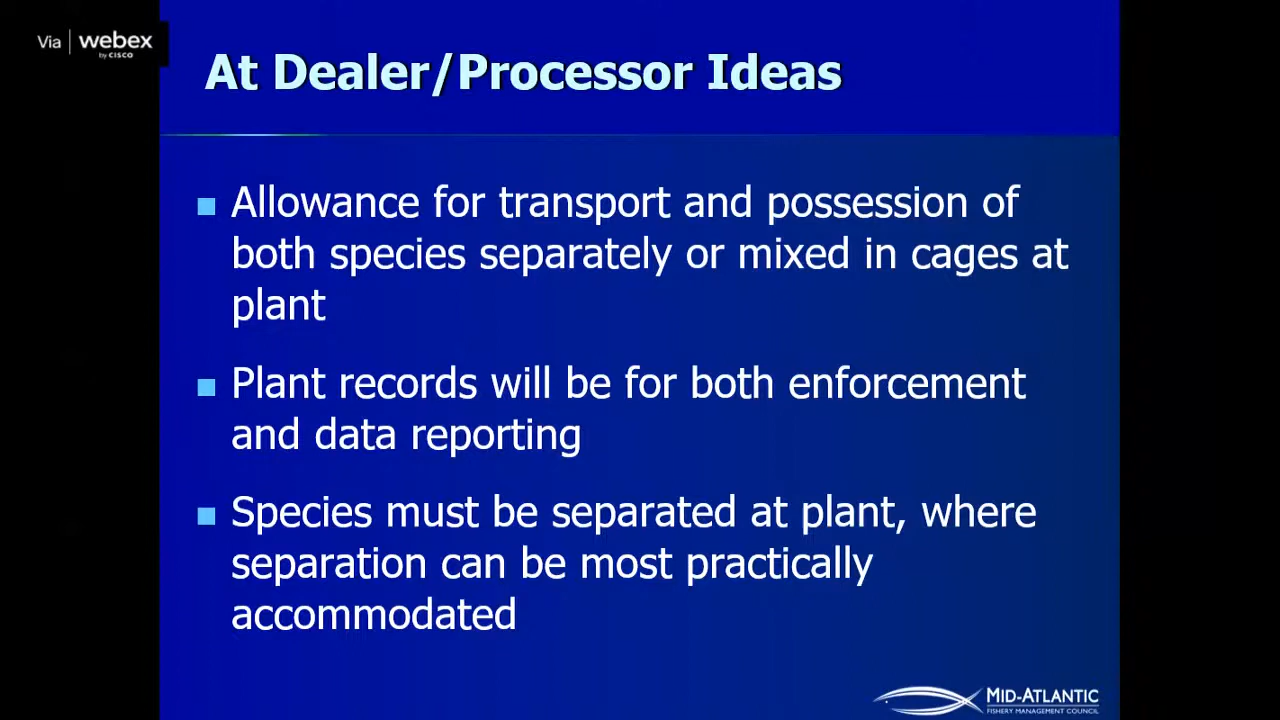 Via webex
by CISCO
At Dealer/Processor Ideas
Allowance for transport and possession of
both species separately or mixed in cages at
plant
Plant records will be for both enforcement
and data reporting
Species must be separated at plant, where
separation can be most practically
accommodated
MID-ATLANTIC
FISHERY MANAGEMENT COUNCIL